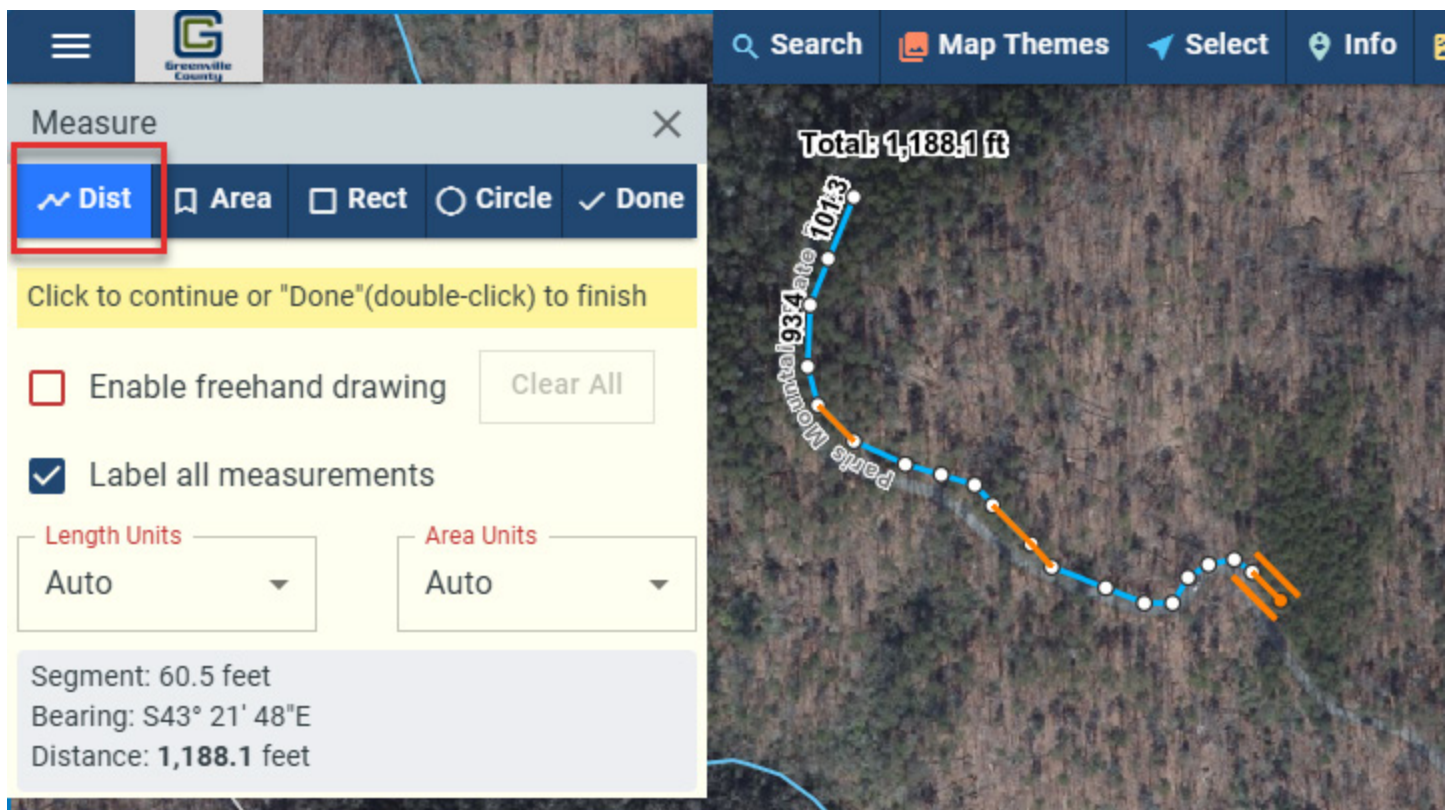 Greenville
County
Search
Map Themes
Select
Info
Measure
Dist
Area
Rect
Circle
Done
Click to continue or "Done"(double-click) to finish
Enable freehand drawing
Clear All
Label all measurements
Length Units
Area Units
Auto
Auto
Segment: 60.5 feet
Bearing: S43° 21' 48"E
Distance: 1,188.1 feet
Total: 1,188.1 ft
101.3
93.4
Paris Mountain